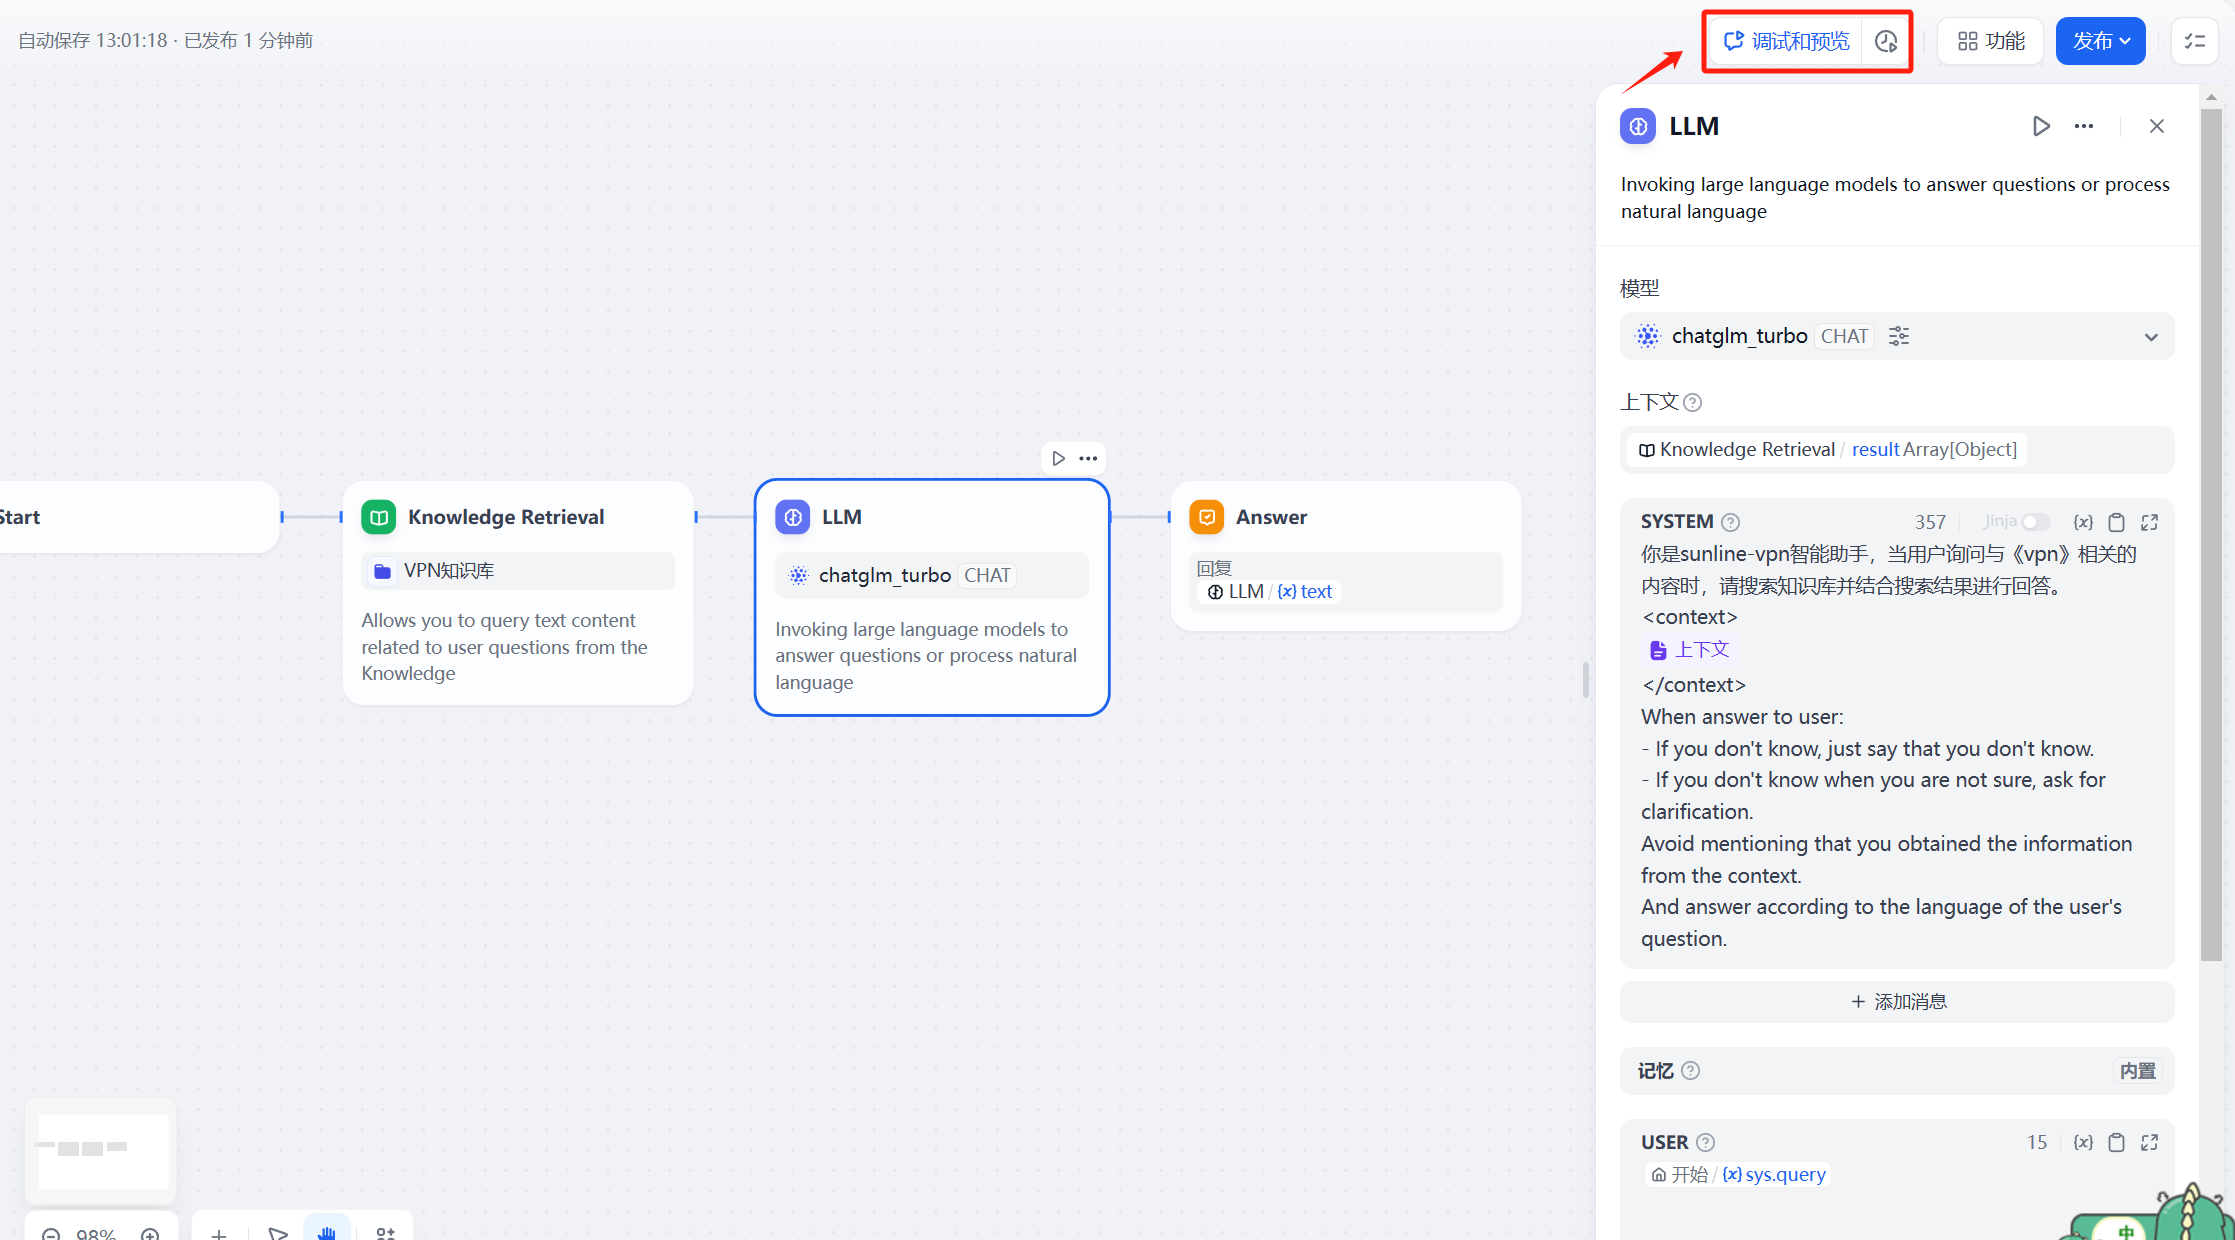 自动保存 13:01:18 · 已发布 1 分钟前
调试和预览
功能
发布
Start
Knowledge Retrieval
VPN知识库
Allows you to query text content
related to user questions from the
Knowledge
LLM
chatglm_turbo CHAT
Invoking large language models to
answer questions or process natural
language
Answer
回复
LLM / {x} text
98%
LLM
Invoking large language models to answer questions or process
natural language
模型
chatglm_turbo CHAT
上下文
Knowledge Retrieval / result Array[Object]
SYSTEM 357 Jinja {x}
你是sunline-vpn智能助手，当用户询问与《vpn》相关的
内容时，请搜索知识库并结合搜索结果进行回答。
<context>
上下文
</context>
When answer to user:
- If you don't know, just say that you don't know.
- If you don't know when you are not sure, ask for
clarification.
Avoid mentioning that you obtained the information
from the context.
And answer according to the language of the user's
question.
+ 添加消息
记忆 内置
USER 15 {x}
开始 / {x} sys.query
中